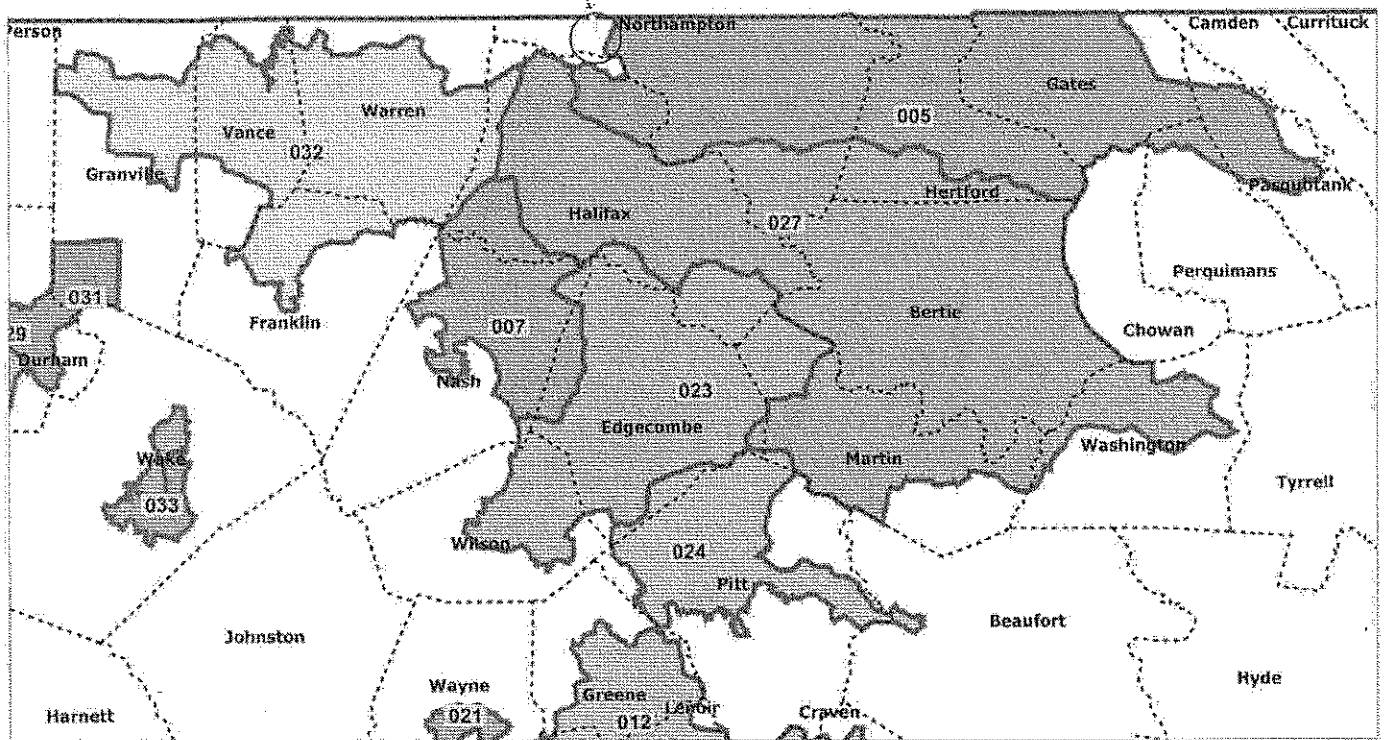 Northampton
Camden
Currituck
Person
Gates
Warren
005
Vance
032
Granville
Pasquotank
Hertford
Halifax
027
Perquimans
031
Bertie
Franklin
007
Chowan
29
Durham
Nash
023
Edgecombe
Washington
Wake
Martin
Tyrrell
033
Wilson
024
Pitt
Beaufort
Johnston
Hyde
Wayne
Greene
Lenoir
Craven
Harnett
021
012